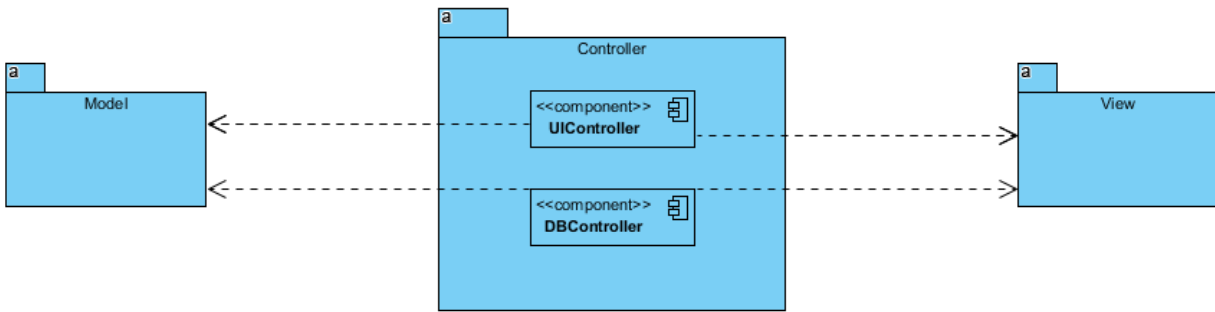 a
Model
a
Controller
<<component>>
UIController
<<component>>
DBController
a
View